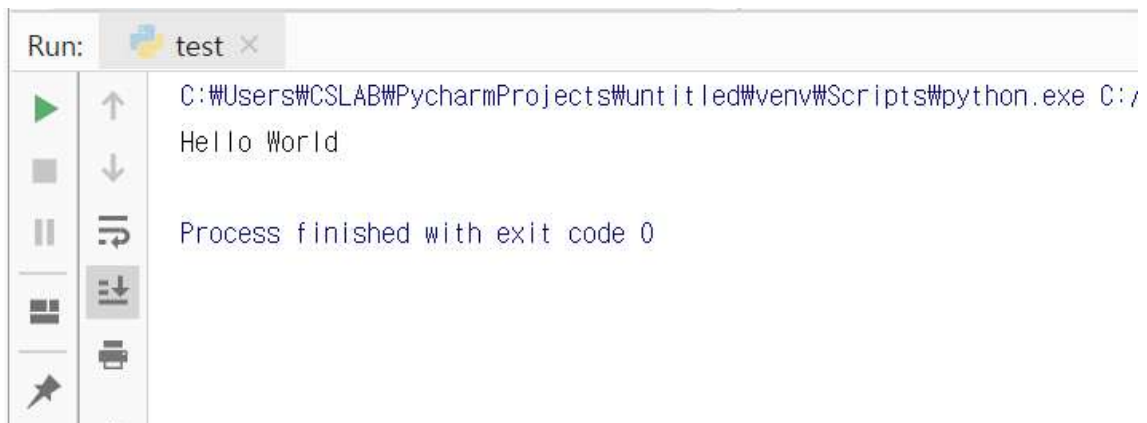 Run: test
C:₩Users₩CSLAB₩PycharmProjects₩untitled₩venv₩Scripts₩python.exe C:/
Hello World
Process finished with exit code 0